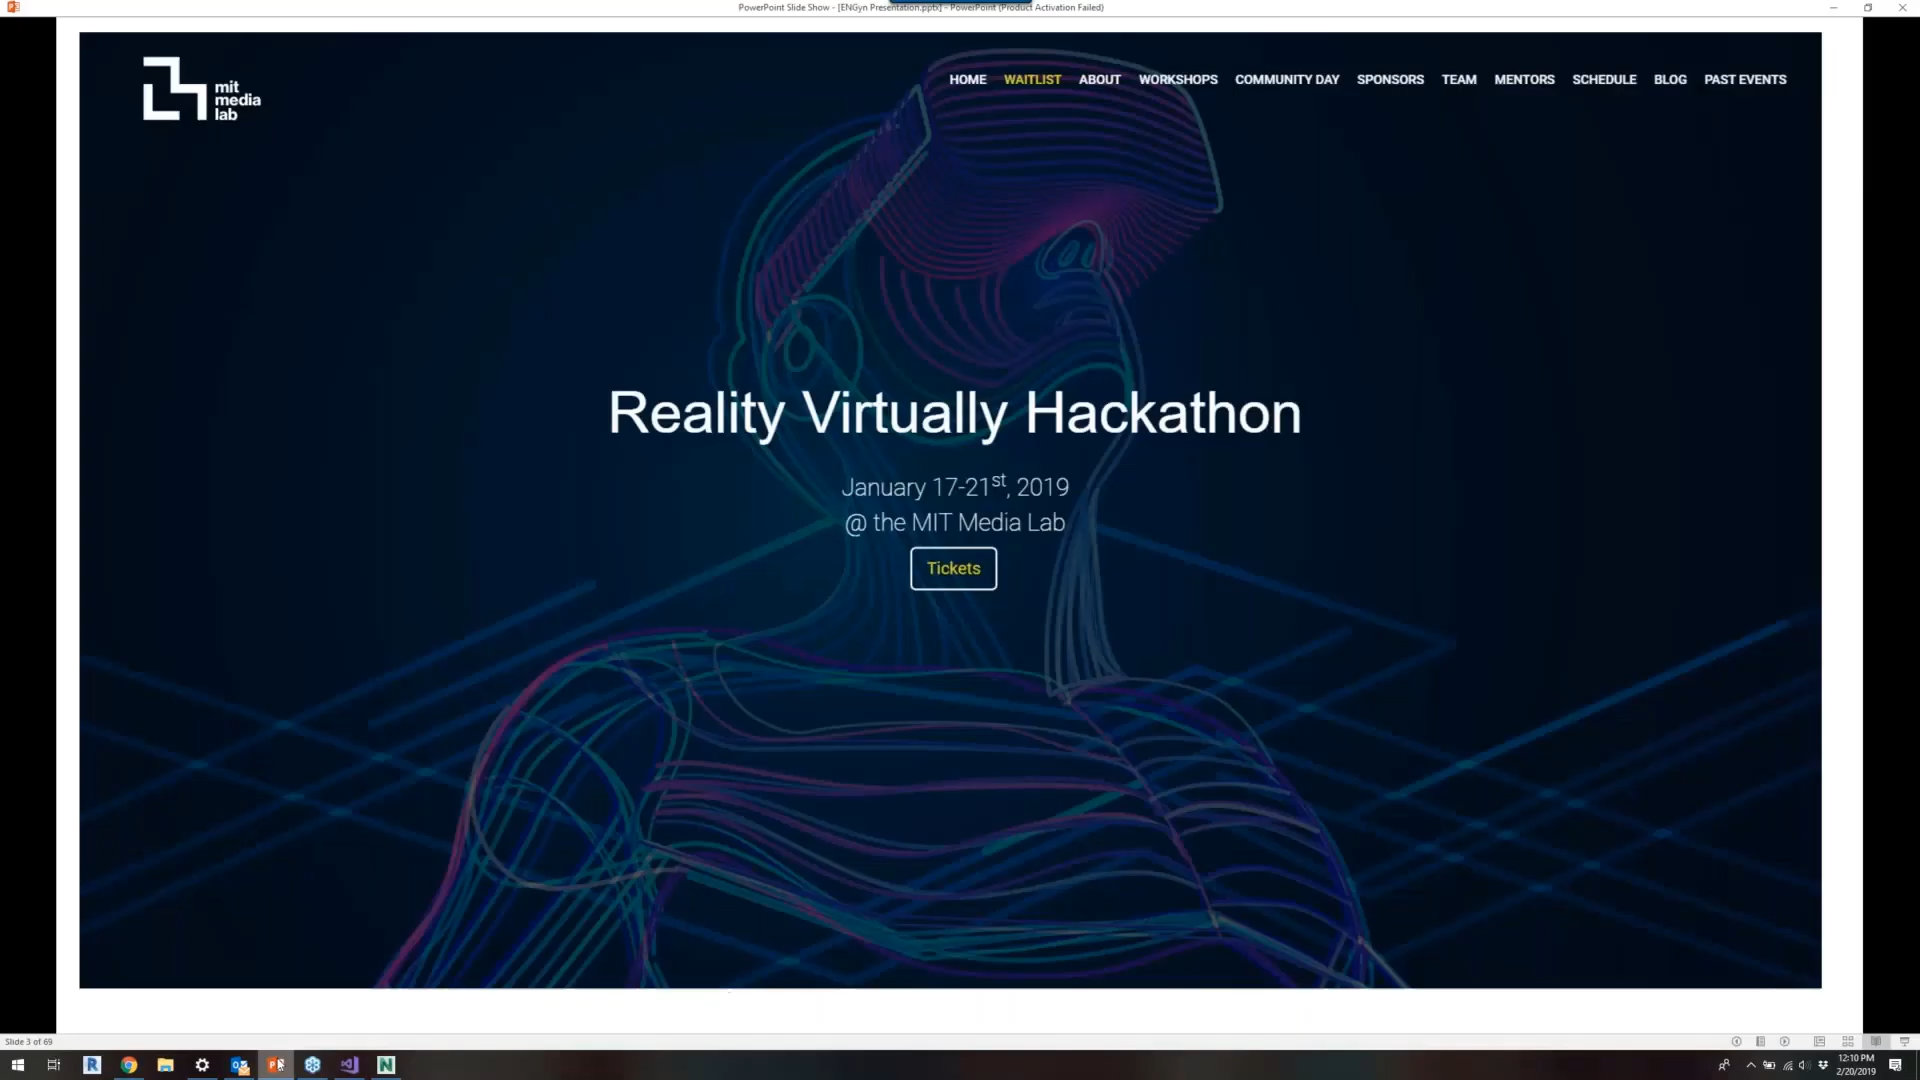 PowerPoint Slide Show - [ENGyn Presentation.pptx] - PowerPoint (Product Activation Failed)
mit
media
lab
HOME WAITLIST ABOUT WORKSHOPS COMMUNITY DAY SPONSORS TEAM MENTORS SCHEDULE BLOG PAST EVENTS
Reality Virtually Hackathon
January 17-21st, 2019
@ the MIT Media Lab
Tickets
Slide 3 of 69
12:10 PM
2/20/2019